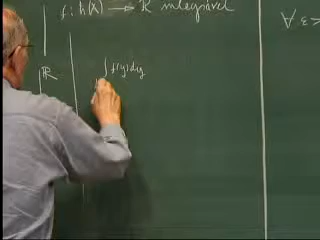 f: h(X) → ℝ integrável
∀ε>
ℝ
∫ f(y) dy